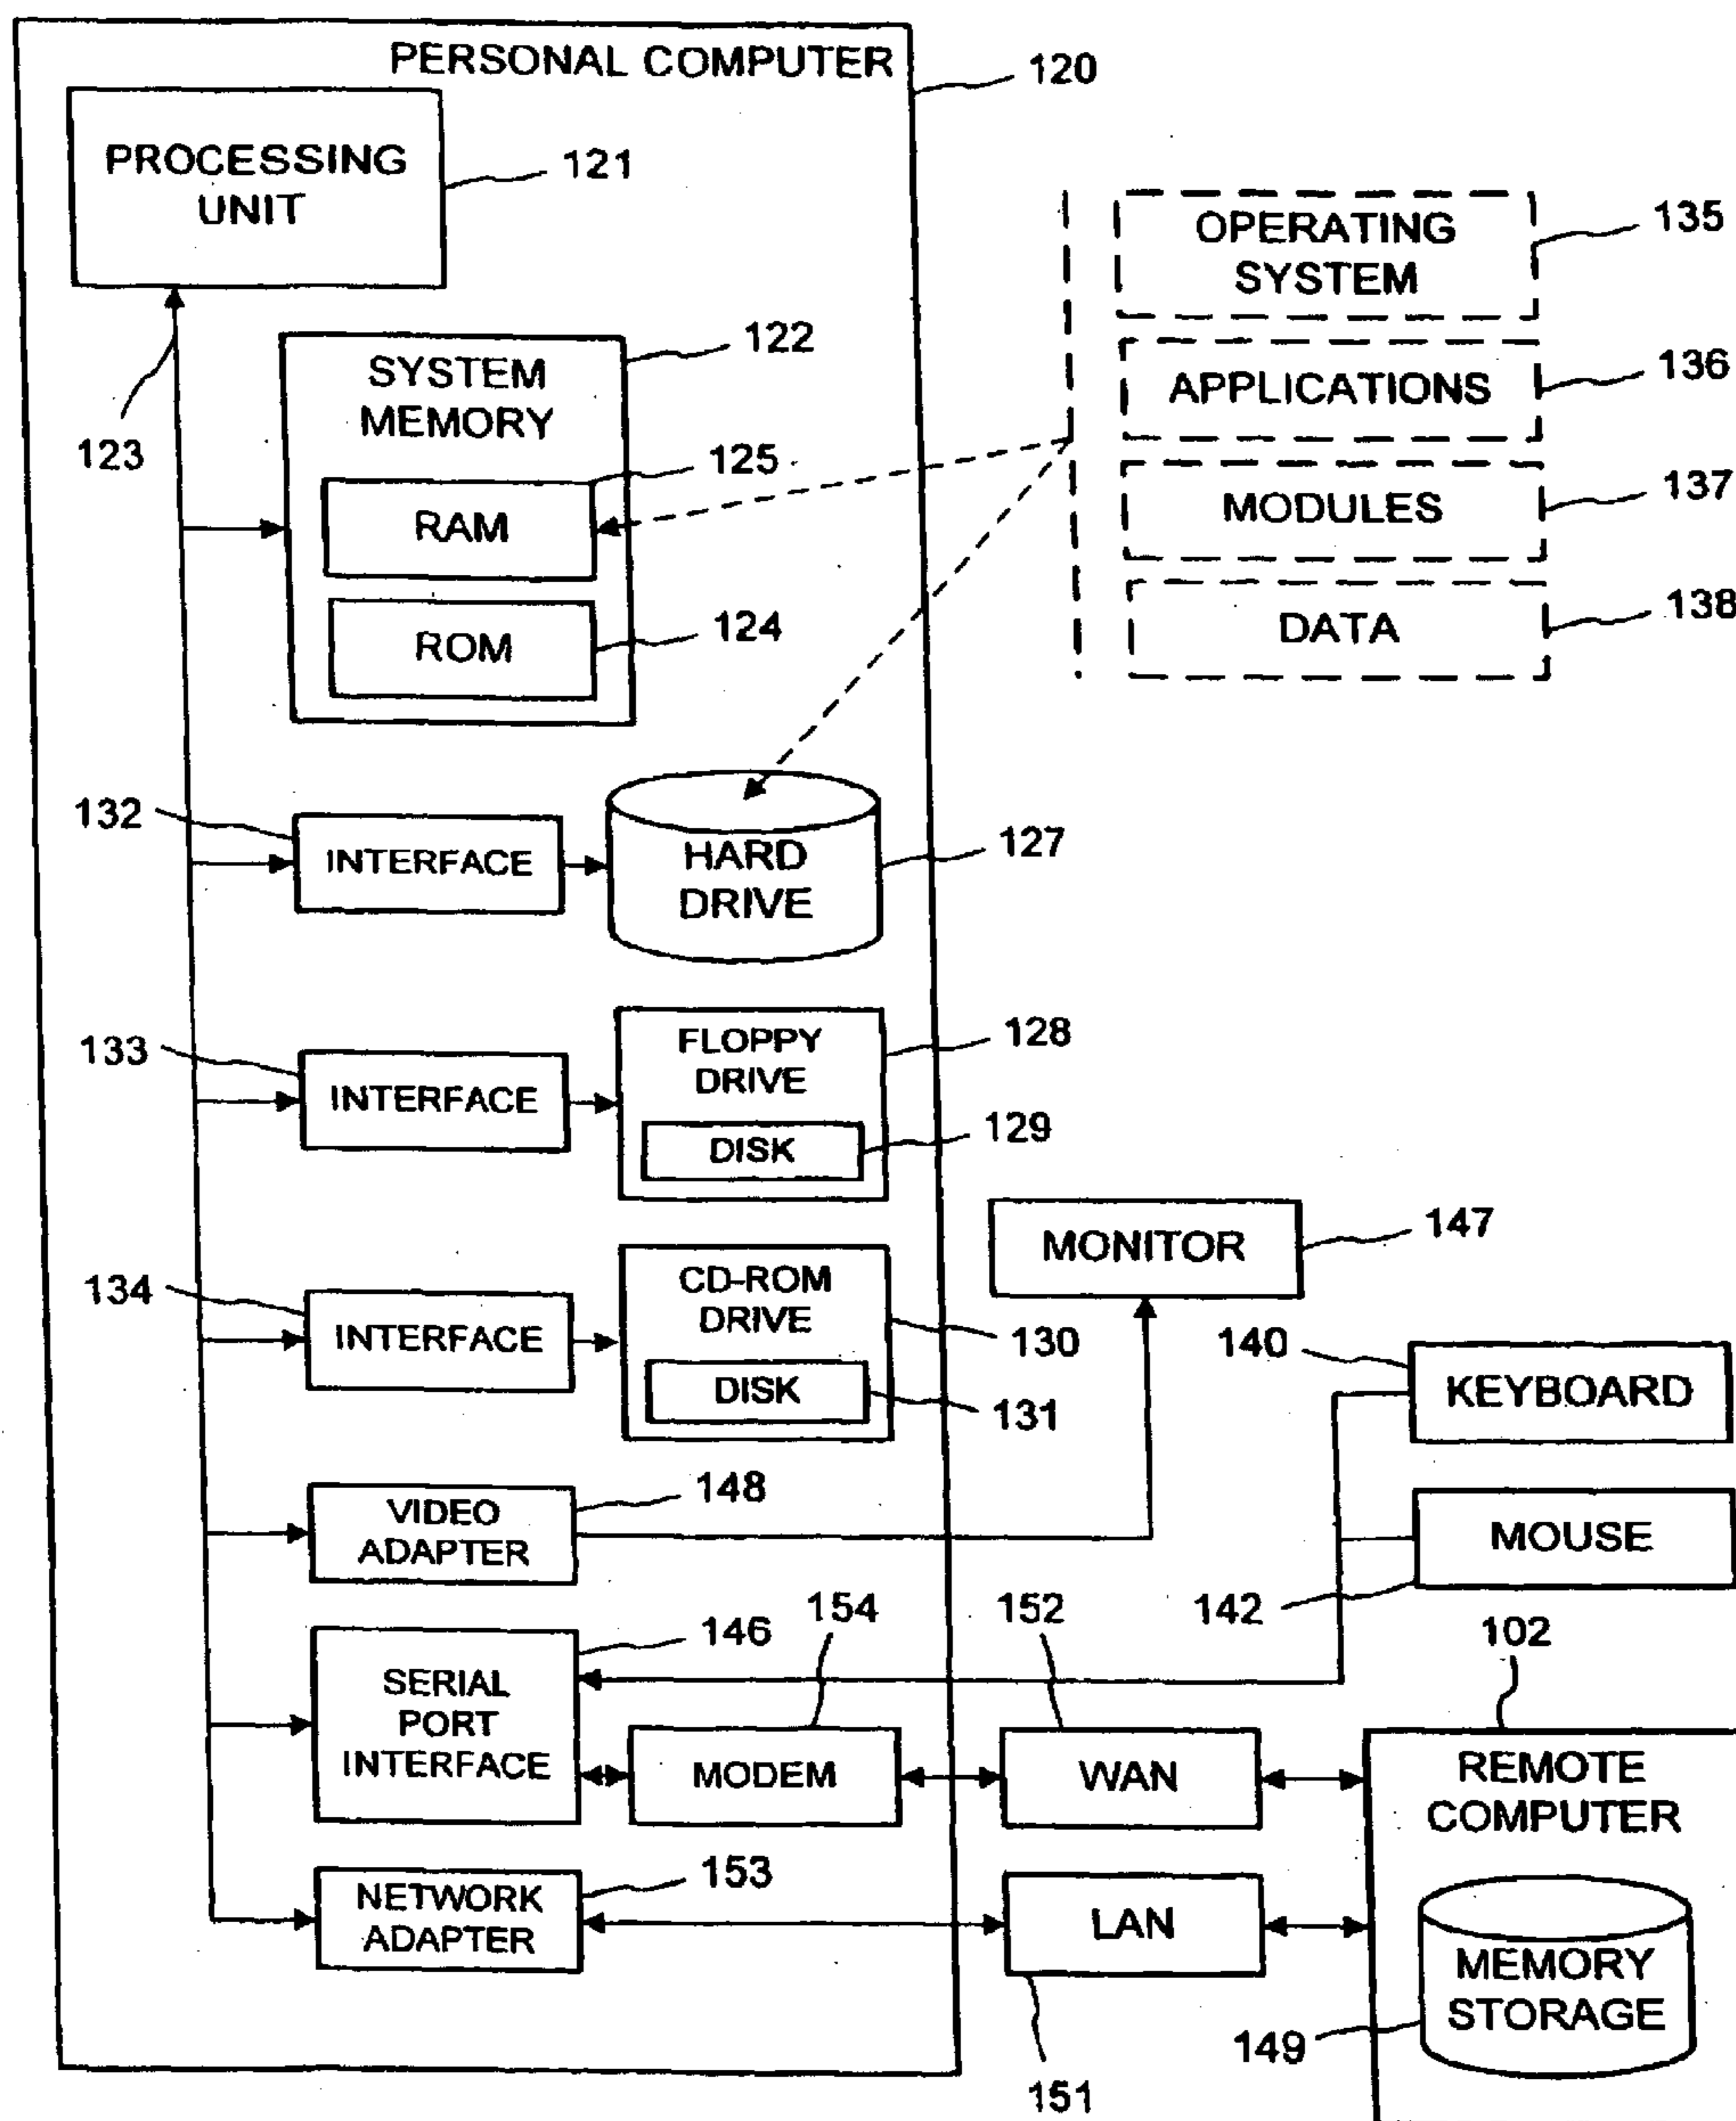 PERSONAL COMPUTER
120
PROCESSING
UNIT
121
123
SYSTEM
MEMORY
122
RAM
125
ROM
124
OPERATING
SYSTEM
135
APPLICATIONS
136
MODULES
137
DATA
138
132
INTERFACE
HARD
DRIVE
127
133
INTERFACE
FLOPPY
DRIVE
128
DISK
129
134
INTERFACE
CD-ROM
DRIVE
130
DISK
131
MONITOR
147
140
KEYBOARD
MOUSE
142
VIDEO
ADAPTER
148
SERIAL
PORT
INTERFACE
146
154
MODEM
152
WAN
102
REMOTE
COMPUTER
NETWORK
ADAPTER
153
LAN
151
MEMORY
STORAGE
149